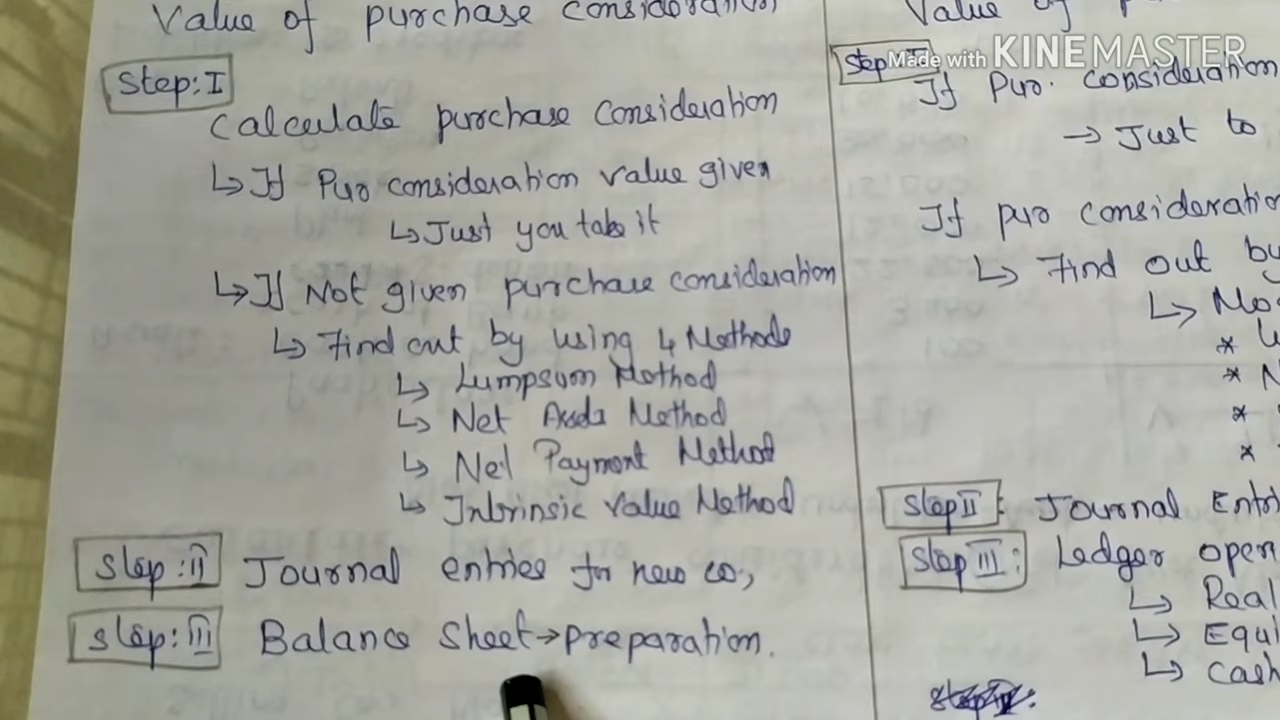 Value of purchase consideration
Step: I
Calculate purchase consideration
↳ If Pur consideration value given
↳ Just you take it
↳ If Not given purchase consideration
↳ Find out by using 4 Methods
↳ Lumpsum Method
↳ Net Assets Method
↳ Net Payment Method
↳ Intrinsic Value Method
Step: II Journal entries for new co,
Step: III Balance Sheet → preparation.
Value of
Made with KINEMASTER
Step: I
If Pur. consideration
→ Just to
If pur consideration
↳ Find out by
↳
*
* N
*
*
Step II : Journal Entri
Step III : Ledger open
↳ Real
↳ Equi
↳ Cash